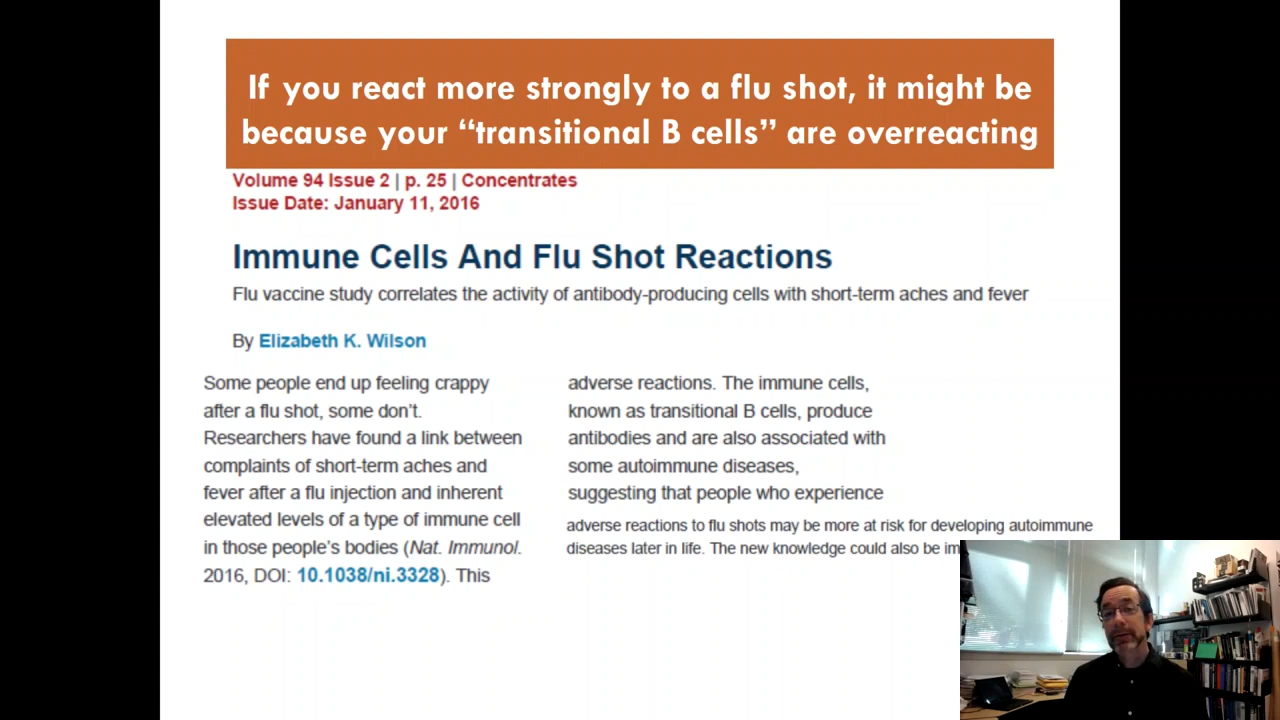 If you react more strongly to a flu shot, it might be
because your “transitional B cells” are overreacting
Volume 94 Issue 2 | p. 25 | Concentrates
Issue Date: January 11, 2016
Immune Cells And Flu Shot Reactions
Flu vaccine study correlates the activity of antibody-producing cells with short-term aches and fever
By Elizabeth K. Wilson
Some people end up feeling crappy
after a flu shot, some don’t.
Researchers have found a link between
complaints of short-term aches and
fever after a flu injection and inherent
elevated levels of a type of immune cell
in those people’s bodies (Nat. Immunol.
2016, DOI: 10.1038/ni.3328). This
adverse reactions. The immune cells,
known as transitional B cells, produce
antibodies and are also associated with
some autoimmune diseases,
suggesting that people who experience
adverse reactions to flu shots may be more at risk for developing autoimmune
diseases later in life. The new knowledge could also be